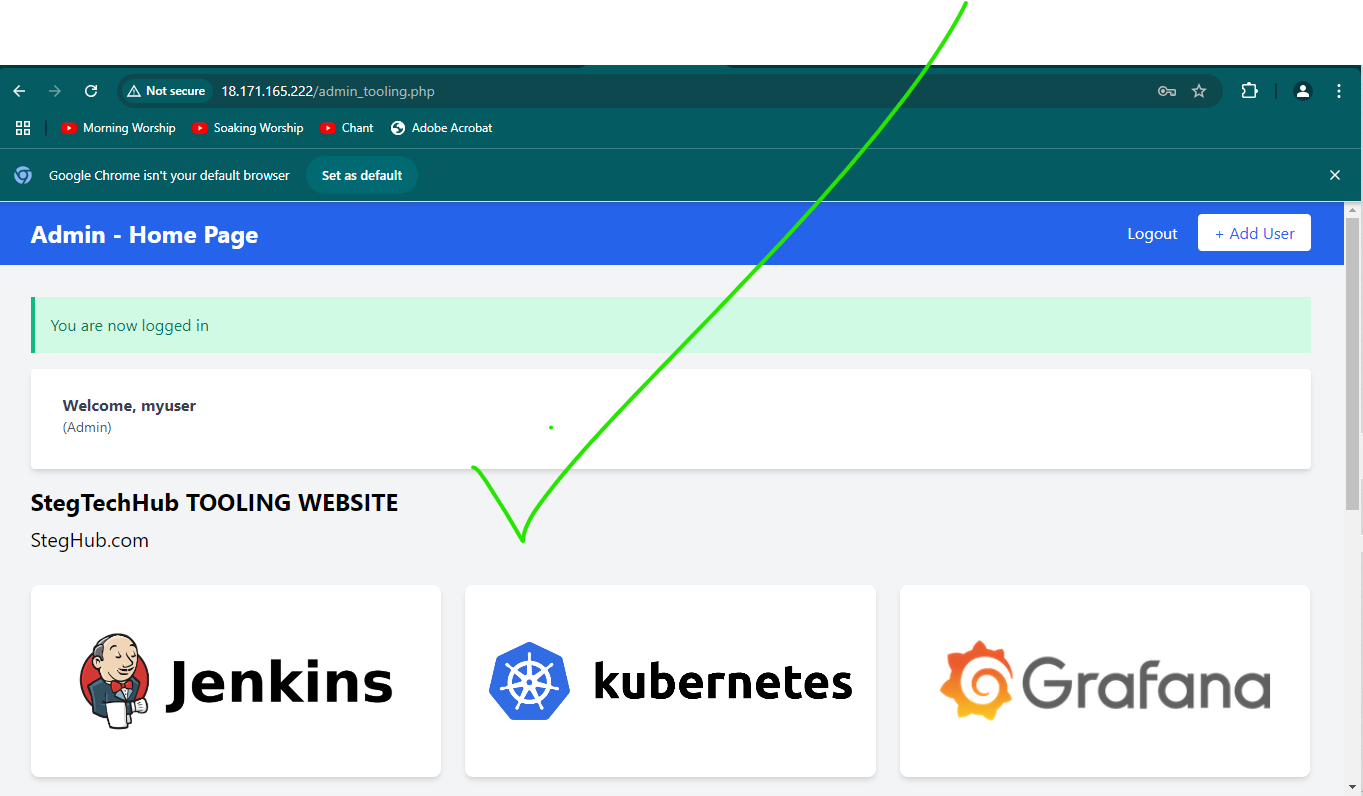 Not secure 18.171.165.222/admin_tooling.php
Morning Worship Soaking Worship Chant Adobe Acrobat
Google Chrome isn't your default browser Set as default
Admin - Home Page Logout + Add User
You are now logged in
Welcome, myuser
(Admin)
StegTechHub TOOLING WEBSITE
StegHub.com
Jenkins kubernetes Grafana